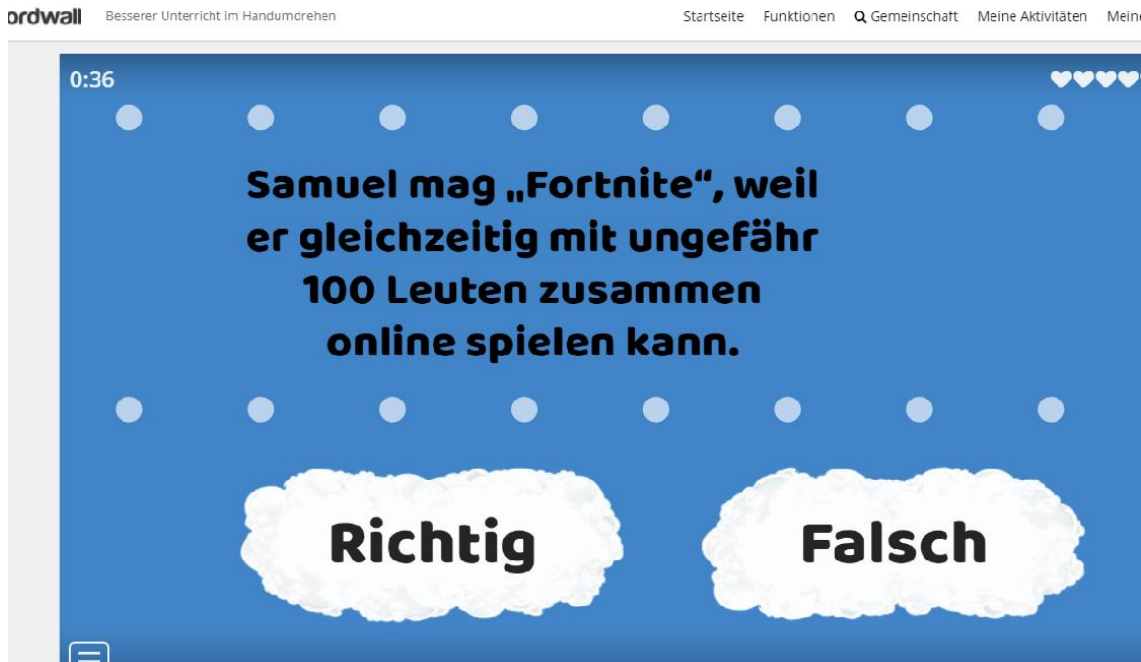 ordwall Besserer Unterricht im Handumdrehen Startseite Funktionen Gemeinschaft Meine Aktivitäten Meine
0:36
Samuel mag „Fortnite“, weil
er gleichzeitig mit ungefähr
100 Leuten zusammen
online spielen kann.
Richtig Falsch